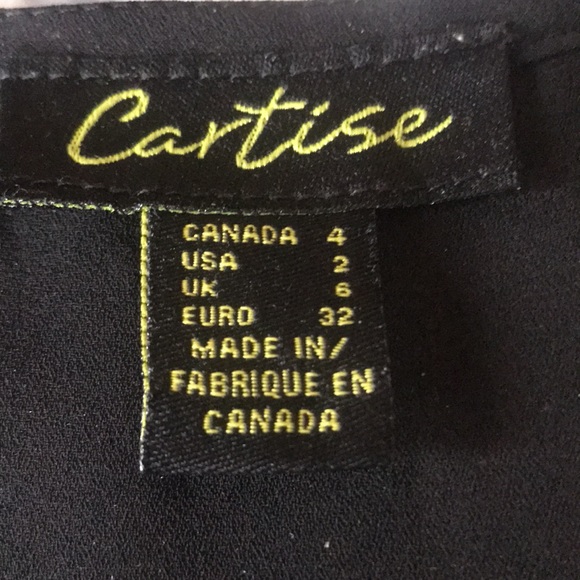 Cartise
CANADA 4
USA 2
UK 6
EURO 32
MADE IN/
FABRIQUE EN
CANADA